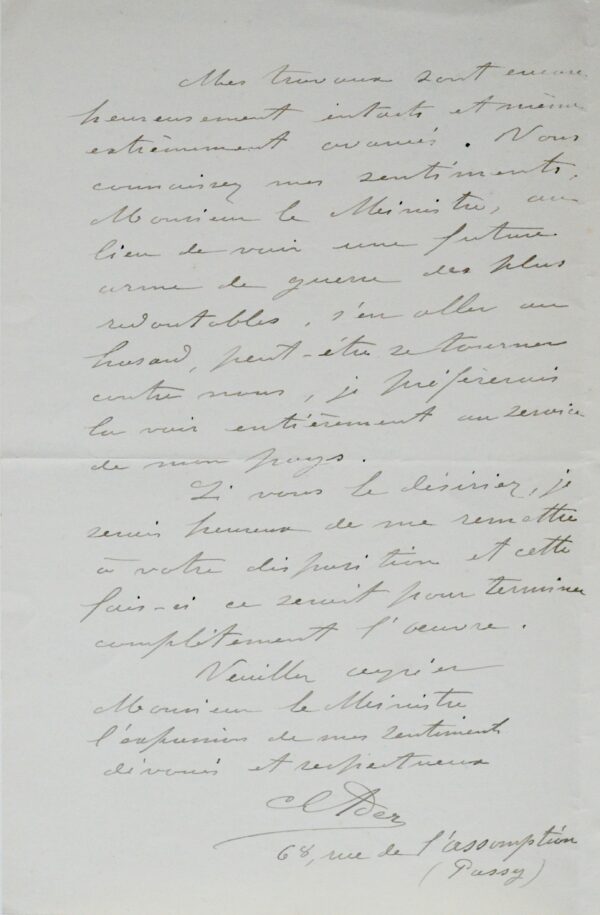 Mes travaux sont encore
heureusement intacts et même
extrêmement avancés. Vous
connaissez mes sentiments,
Monsieur le Ministre, au
lieu de voir une future
arme de guerre des plus
redoutables, s'en aller au
hasard, peut-être se tourner
contre nous, je préfèrerais
la voir entièrement au service
de mon pays.
Si vous le désiriez, je
serais heureux de me remettre
à votre disposition et cette
fois-ci ce serait pour terminer
complètement l'œuvre.
Veuillez agréer
Monsieur le Ministre
l'expression de mes sentiments
dévoués et respectueux
C Ader
68, rue de l'assomption
(Passy)